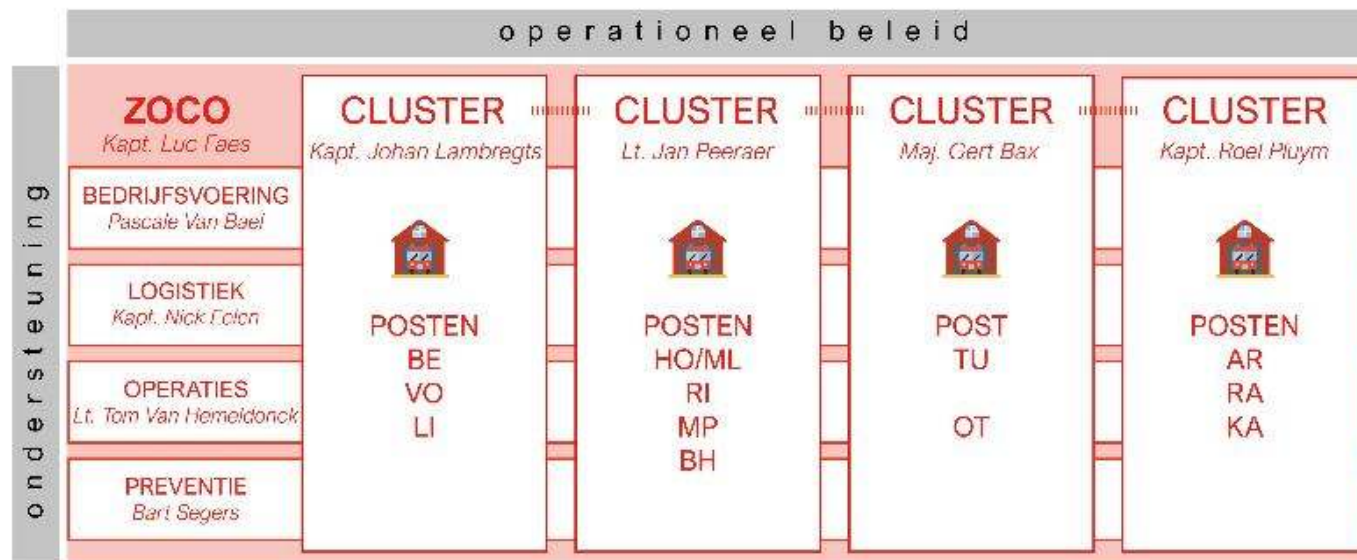 operationeel beleid
ondersteuning
ZOCO
Kapt. Luc Faes
BEDRIJFSVOERING
Pascale Van Bael
LOGISTIEK
Kapt. Nick
OPERATIES
Lt. Tom Van Hemeldonck
PREVENTIE
Bart Segers
CLUSTER
Kapt. Johan Lambregts
POSTEN
BE
VO
LI
CLUSTER
Lt. Jan Peeraer
POSTEN
HO/ML
RI
MP
BH
CLUSTER
Maj. Gert Bax
POST
TU
OT
CLUSTER
Kapt. Roel Pluym
POSTEN
AR
RA
KA